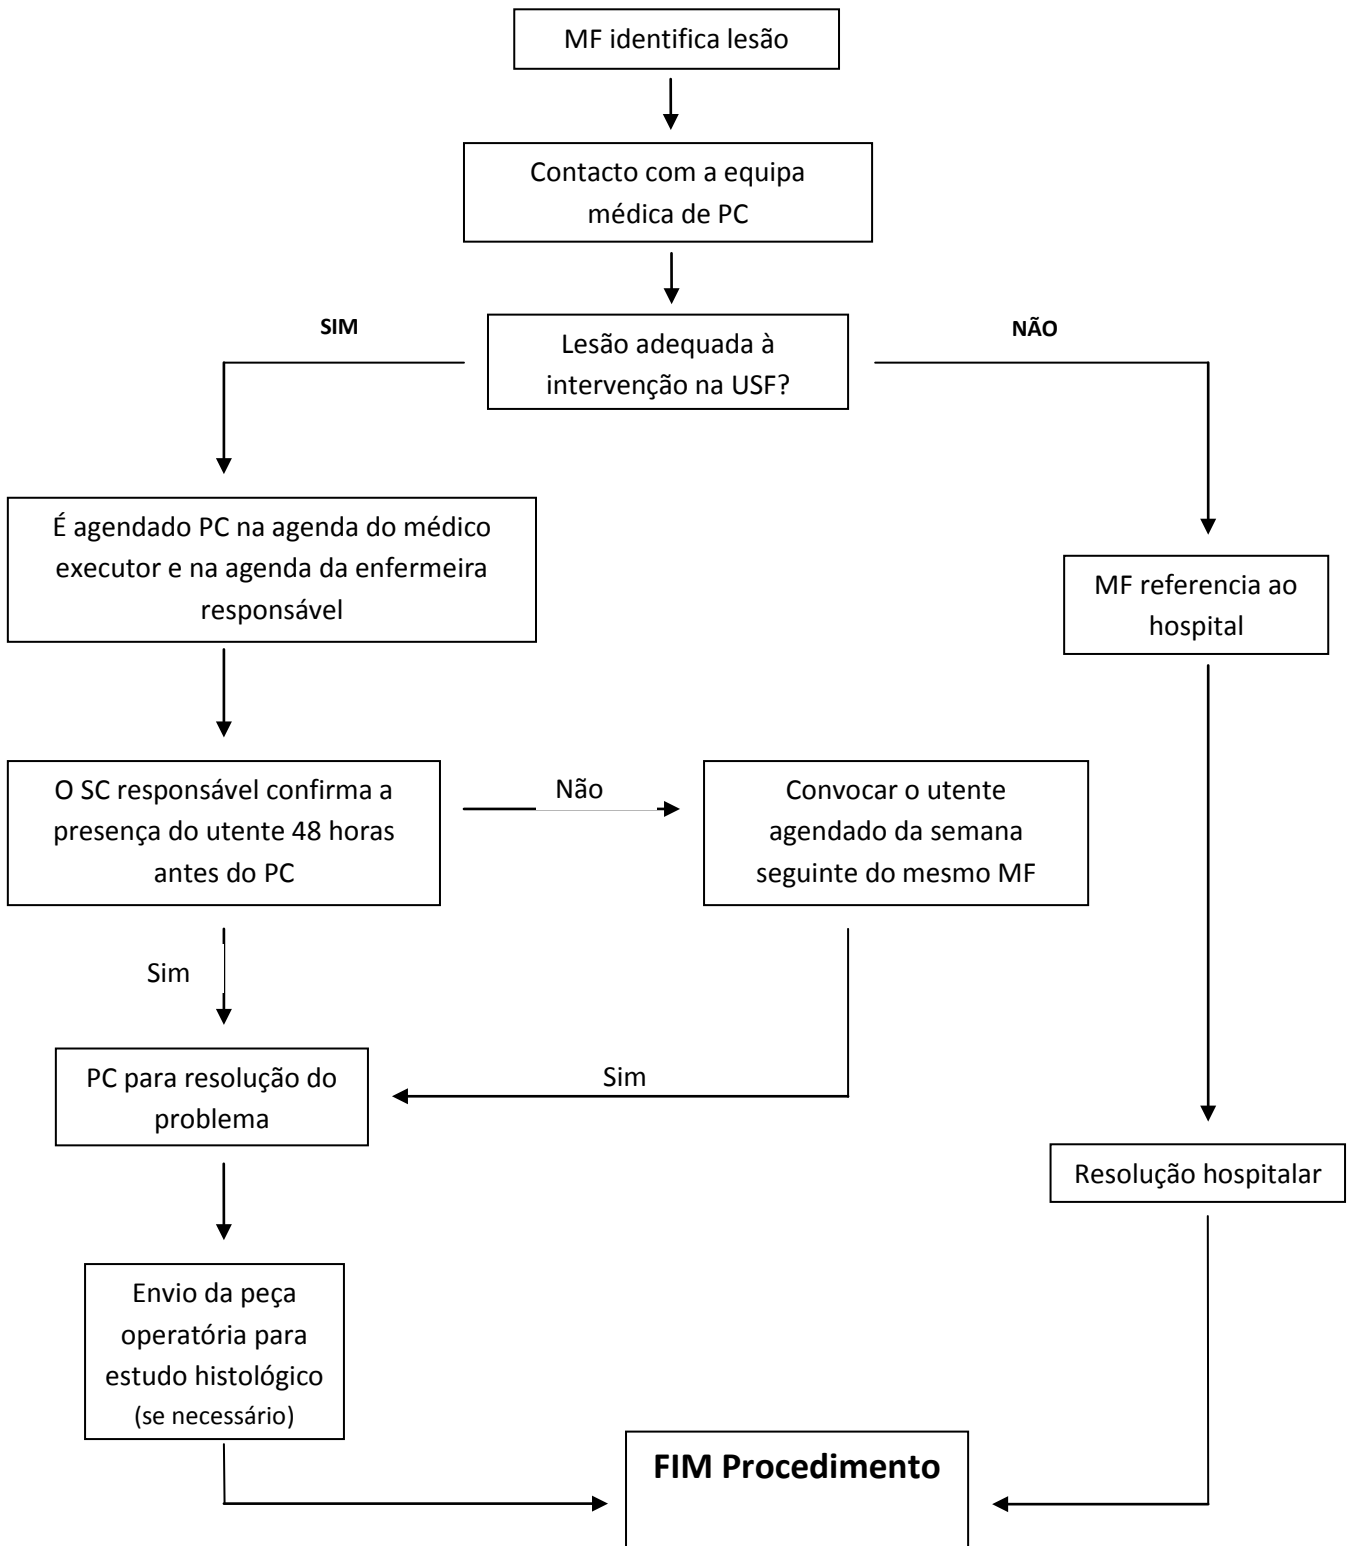 MF identifica lesão
Contacto com a equipa
médica de PC
SIM
Lesão adequada à
intervenção na USF?
NÃO
É agendado PC na agenda do médico
executor e na agenda da enfermeira
responsável
MF referencia ao
hospital
O SC responsável confirma a
presença do utente 48 horas
antes do PC
Não
Convocar o utente
agendado da semana
seguinte do mesmo MF
Sim
PC para resolução do
problema
Sim
Resolução hospitalar
Envio da peça
operatória para
estudo histológico
(se necessário)
FIM Procedimento